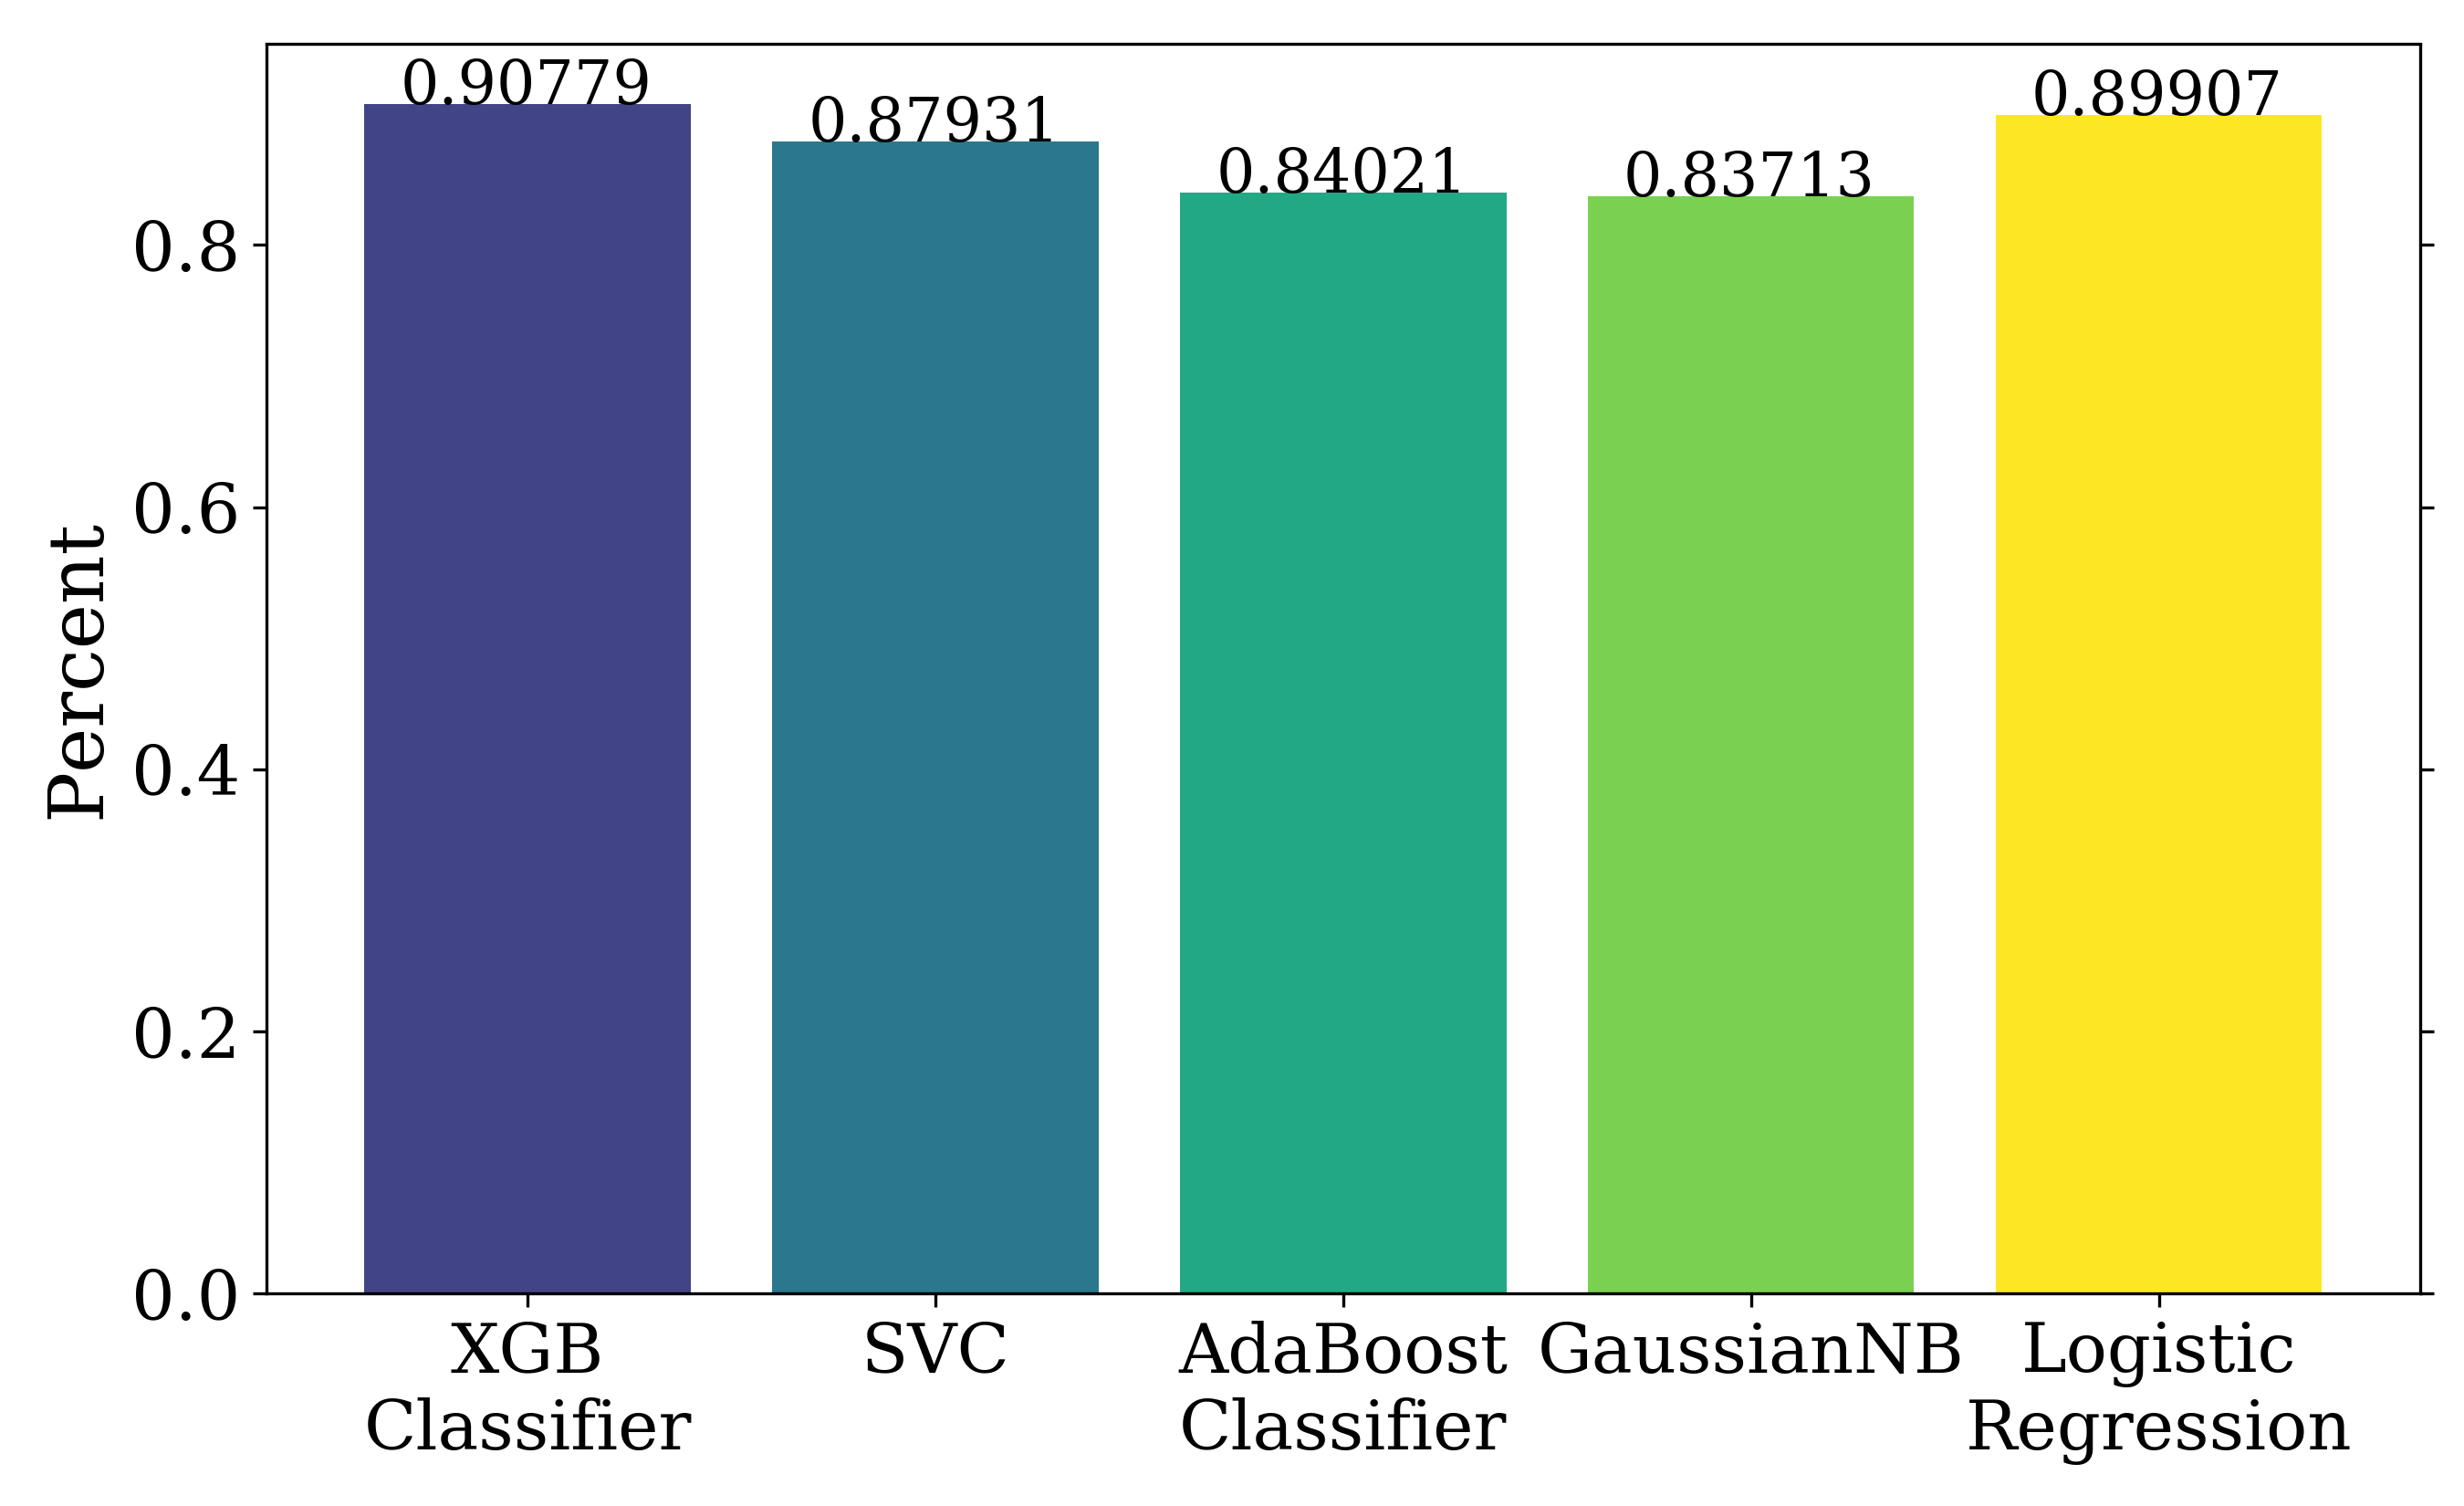 0.90779
0.87931
0.84021
0.83713
0.89907
Percent
0.8
0.6
0.4
0.2
0.0
XGB
Classifier
SVC
AdaBoost
Classifier
GaussianNB
Logistic
Regression